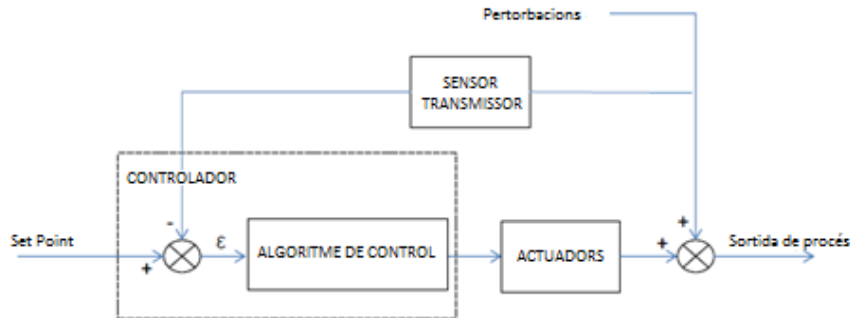 Pertorbacions
SENSOR
TRANSMISSOR
CONTROLADOR
-
+
Set Point
+
ε
ALGORITME DE CONTROL
ACTUADORS
+
Sortida de procés